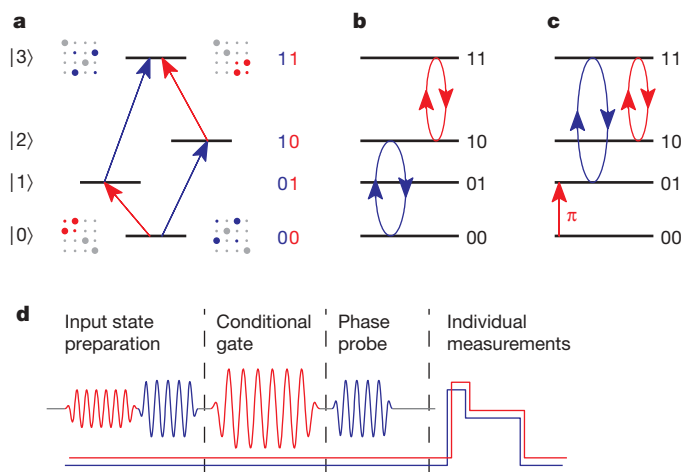 a
b
c
|3⟩
11
11
11
|2⟩
10
10
10
|1⟩
01
01
01
π
|0⟩
00
00
00
d
Input state
preparation
Conditional
gate
Phase
probe
Individual
measurements